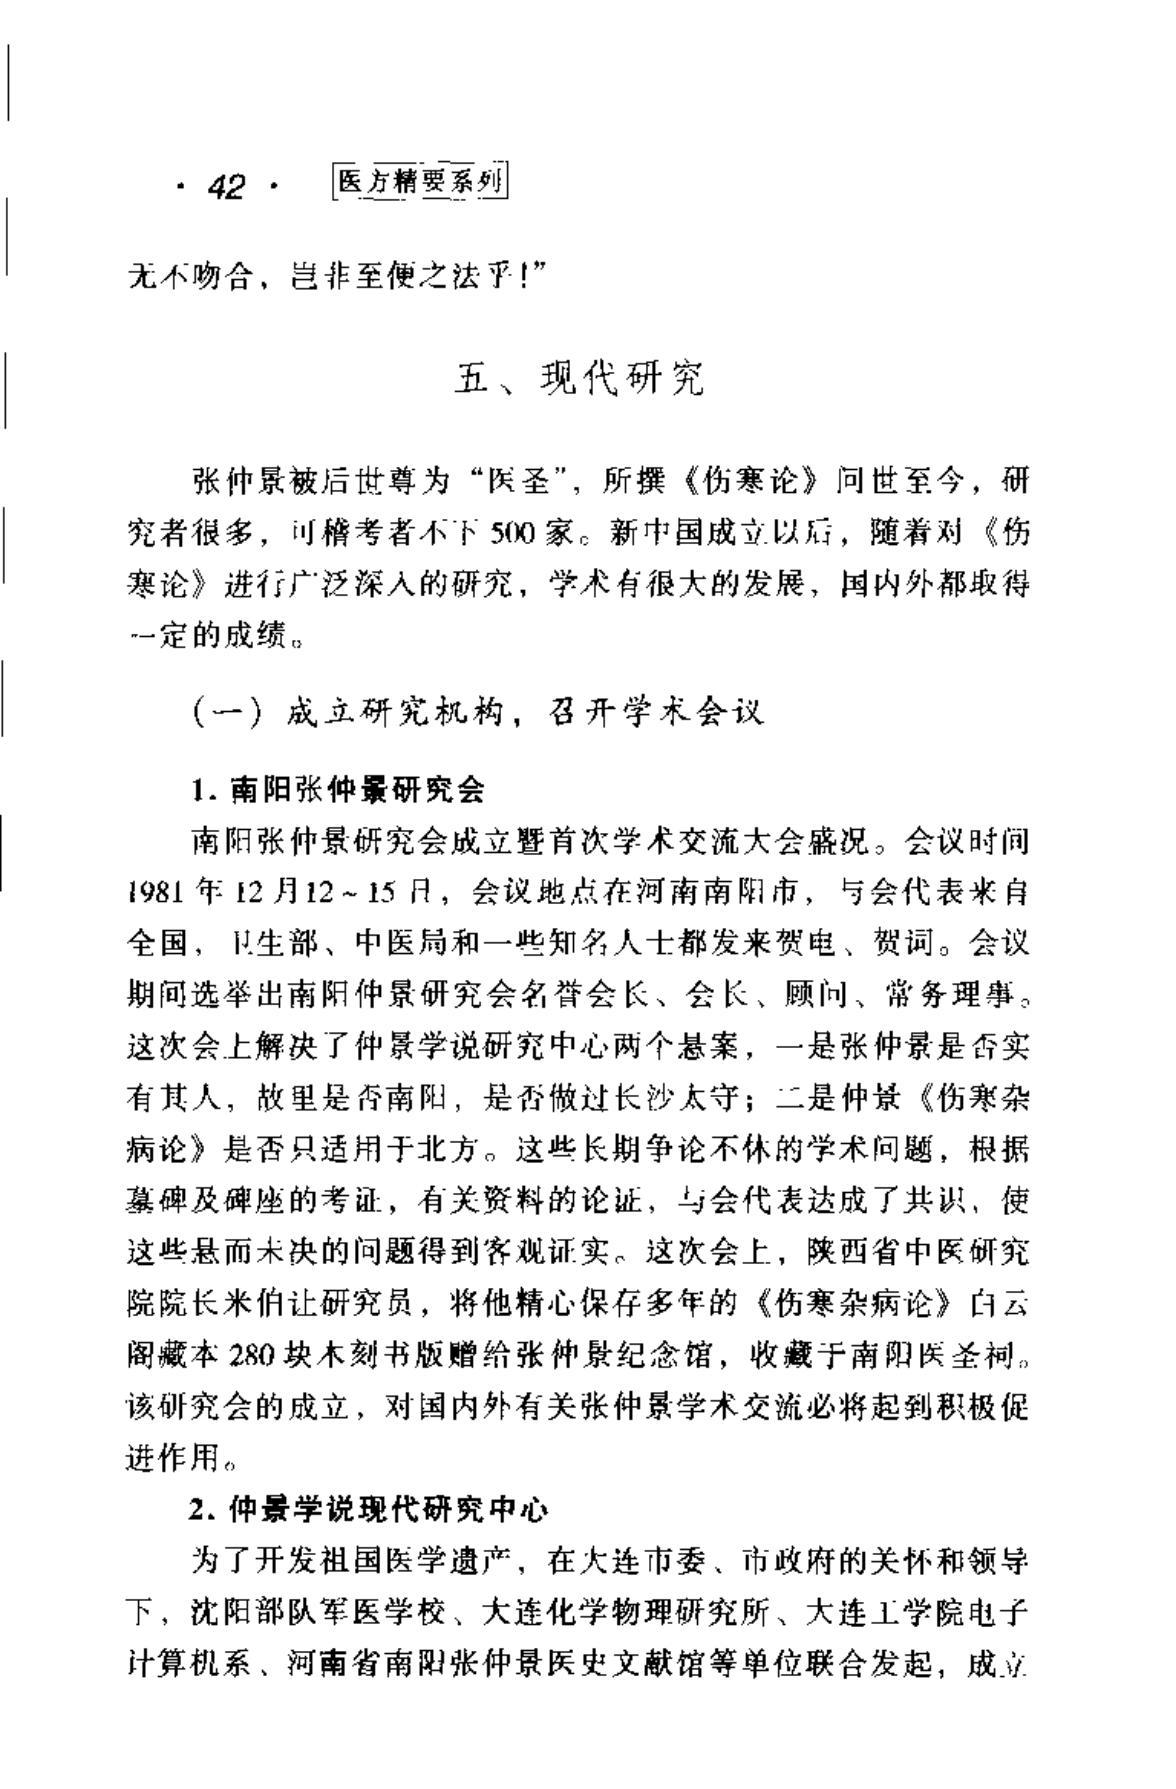 · 42 · 医方精要系列
无不吻合，岂非至便之法乎！”
五、现代研究
张仲景被后世尊为“医圣”，所撰《伤寒论》问世至今，研
究者很多，可稽考者不下 500 家。新中国成立以后，随着对《伤
寒论》进行广泛深入的研究，学术有很大的发展，国内外都取得
一定的成绩。
（一）成立研究机构，召开学术会议
1. 南阳张仲景研究会
南阳张仲景研究会成立暨首次学术交流大会盛况。会议时间
1981 年 12 月12～15 日，会议地点在河南南阳市，与会代表来自
全国，卫生部、中医局和一些知名人士都发来贺电、贺词。会议
期间选举出南阳仲景研究会名誉会长、会长、顾问、常务理事。
这次会上解决了仲景学说研究中心两个悬案，一是张仲景是否实
有其人，故里是否南阳，是否做过长沙太守；二是仲景《伤寒杂
病论》是否只适用于北方。这些长期争论不休的学术问题，根据
墓碑及碑座的考证，有关资料的论证，与会代表达成了共识，使
这些悬而未决的问题得到客观证实。这次会上，陕西省中医研究
院院长米伯让研究员，将他精心保存多年的《伤寒杂病论》白云
阁藏本 280 块木刻书版赠给张仲景纪念馆，收藏于南阳医圣祠。
该研究会的成立，对国内外有关张仲景学术交流必将起到积极促
进作用。
2. 仲景学说现代研究中心
为了开发祖国医学遗产，在大连市委、市政府的关怀和领导
下，沈阳部队军医学校、大连化学物理研究所、大连工学院电子
计算机系、河南省南阳张仲景医史文献馆等单位联合发起，成立